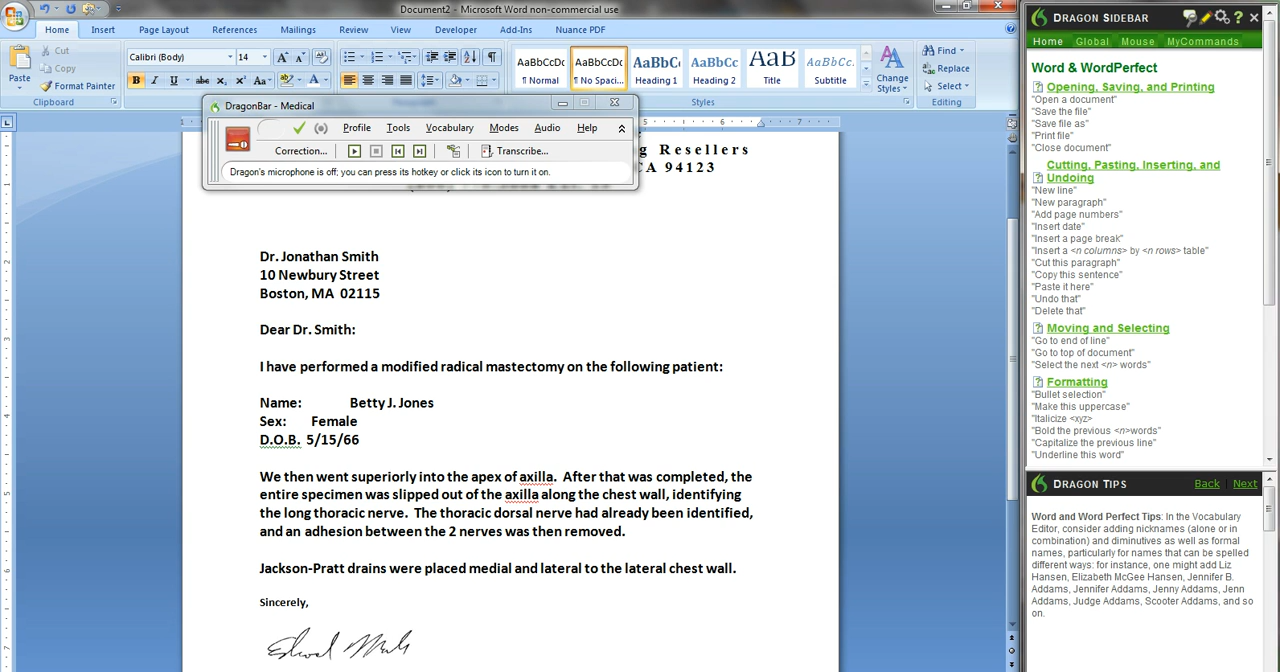 Document2 - Microsoft Word non-commercial use
Home Insert Page Layout References Mailings Review View Developer Add-Ins Nuance PDF
Paste
Cut
Copy
Format Painter
Clipboard
Calibri (Body) 14
AaBbCcDc AaBbCcDc AaBbC AaBbCc AaBb AaBbCc.
¶ Normal ¶ No Spaci... Heading 1 Heading 2 Title Subtitle
Change
Styles
Styles
Find
Replace
Select
Editing
DragonBar - Medical
Profile Tools Vocabulary Modes Audio Help
Correction... Transcribe...
Dragon's microphone is off; you can press its hotkey or click its icon to turn it on.
g Resellers
CA 94123
Dr. Jonathan Smith
10 Newbury Street
Boston, MA 02115
Dear Dr. Smith:
I have performed a modified radical mastectomy on the following patient:
Name: Betty J. Jones
Sex: Female
D.O.B. 5/15/66
We then went superiorly into the apex of axilla. After that was completed, the
entire specimen was slipped out of the axilla along the chest wall, identifying
the long thoracic nerve. The thoracic dorsal nerve had already been identified,
and an adhesion between the 2 nerves was then removed.
Jackson-Pratt drains were placed medial and lateral to the lateral chest wall.
Sincerely,
DRAGON SIDEBAR
Home Global Mouse MyCommands
Word & WordPerfect
Opening, Saving, and Printing
"Open a document"
"Save the file"
"Save file as"
"Print file"
"Close document"
Cutting, Pasting, Inserting, and
Undoing
"New line"
"New paragraph"
"Add page numbers"
"Insert date"
"Insert a page break"
"Insert a <n columns> by <n rows> table"
"Cut this paragraph"
"Copy this sentence"
"Paste it here"
"Undo that"
"Delete that"
Moving and Selecting
"Go to end of line"
"Go to top of document"
"Select the next <n> words"
Formatting
"Bullet selection"
"Make this uppercase"
"Italicize <xyz>
"Bold the previous <n>words"
"Capitalize the previous line"
"Underline this word"
DRAGON TIPS Back Next
Word and Word Perfect Tips: In the Vocabulary
Editor, consider adding nicknames (alone or in
combination) and diminutives as well as formal
names, particularly for names that can be spelled
different ways: for instance, one might add Liz
Hansen, Elizabeth McGee Hansen, Jennifer B.
Addams, Jennifer Addams, Jenny Addams, Jenn
Addams, Judge Addams, Scooter Addams, and so
on.